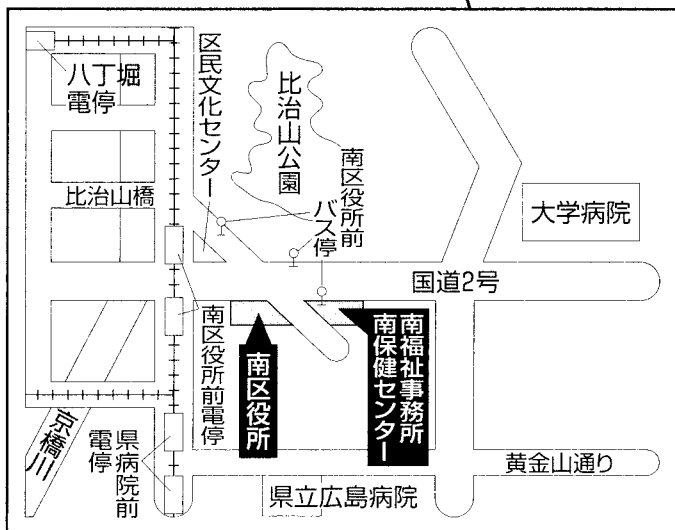 八丁堀
電停
区民文化センター
比治山公園
南区役所前
バス停
比治山橋
大学病院
国道2号
南区役所前電停
南区役所
南福祉事務所
南保健センター
京橋川
県病院前
電停
黄金山通り
県立広島病院